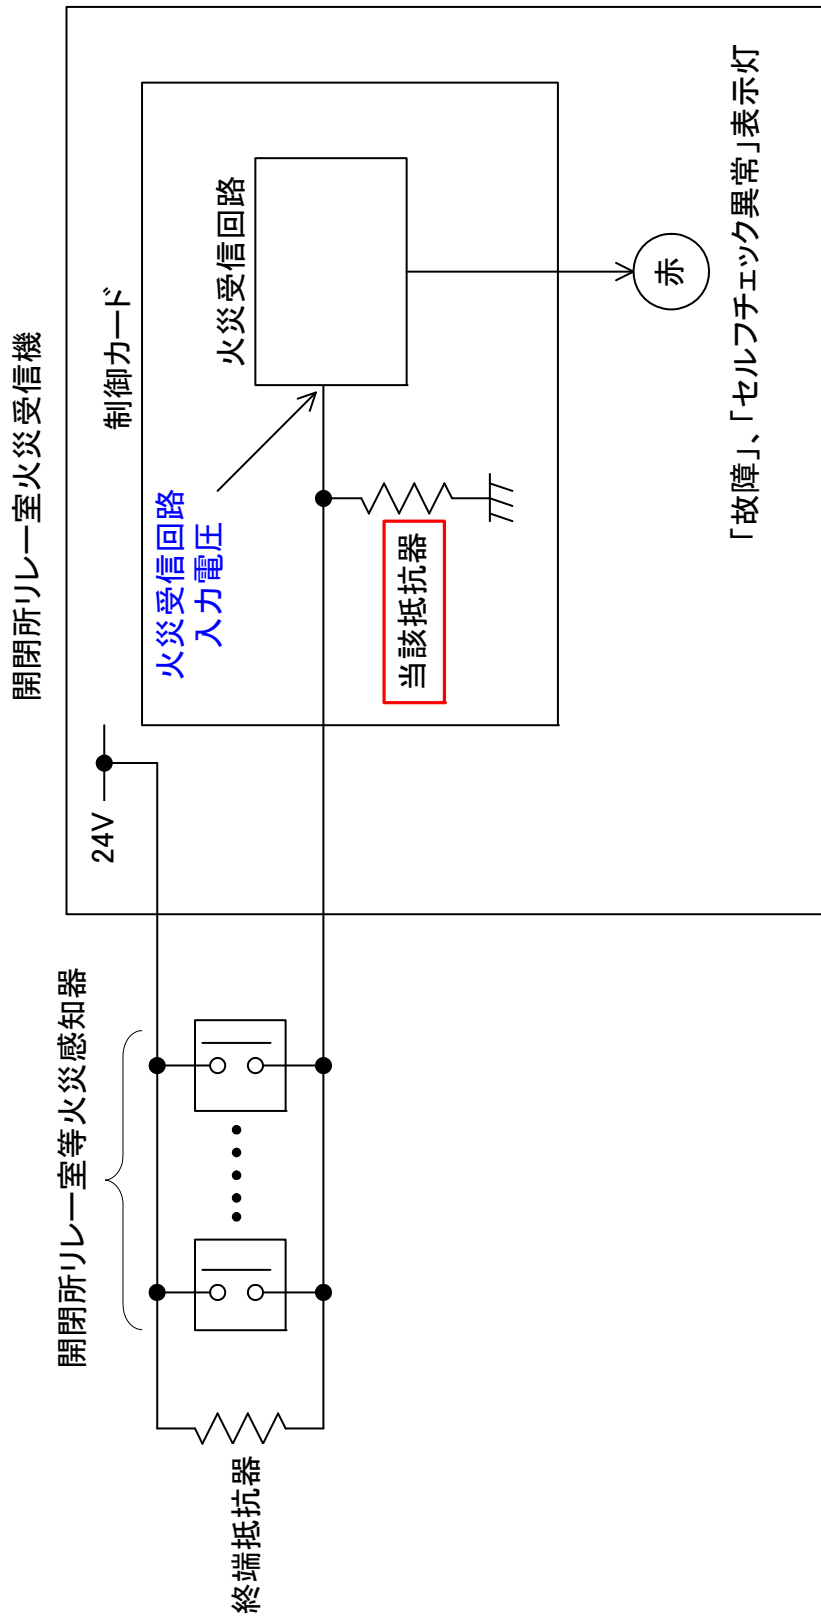 開閉所リレー室火災受信機
開閉所リレー室等火災感知器
24V
制御カード
火災受信回路
入力電圧
火災受信回路
終端抵抗器
当該抵抗器
赤
「故障」、「セルフチェック異常」表示灯